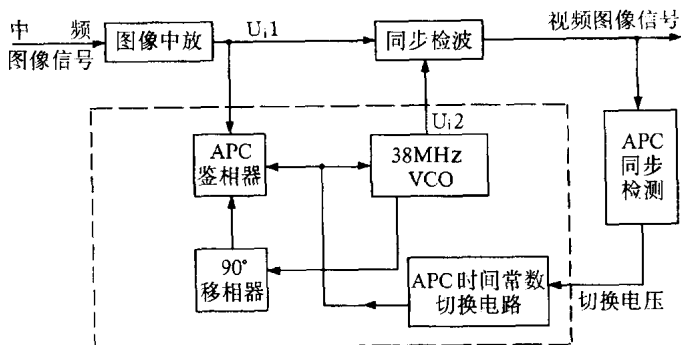 中 频
图像信号
图像中放
Ui1
同步检波
视频图像信号
Ui2
APC
鉴相器
38MHz
VCO
APC
同步
检测
90°
移相器
APC时间常数
切换电路
切换电压